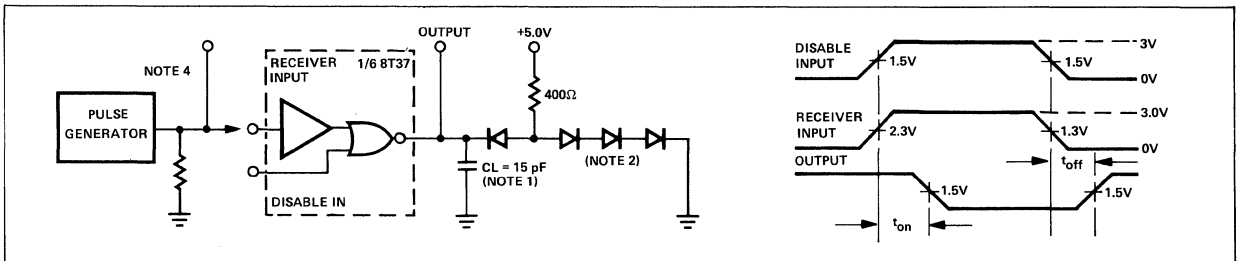 NOTE 4
PULSE
GENERATOR
RECEIVER
INPUT
1/6 8T37
DISABLE IN
OUTPUT
CL = 15 pF
(NOTE 1)
+5.0V
400Ω
(NOTE 2)
DISABLE
INPUT
1.5V
1.5V
3V
0V
RECEIVER
INPUT
2.3V
1.3V
3.0V
0V
OUTPUT
toff
1.5V
1.5V
ton